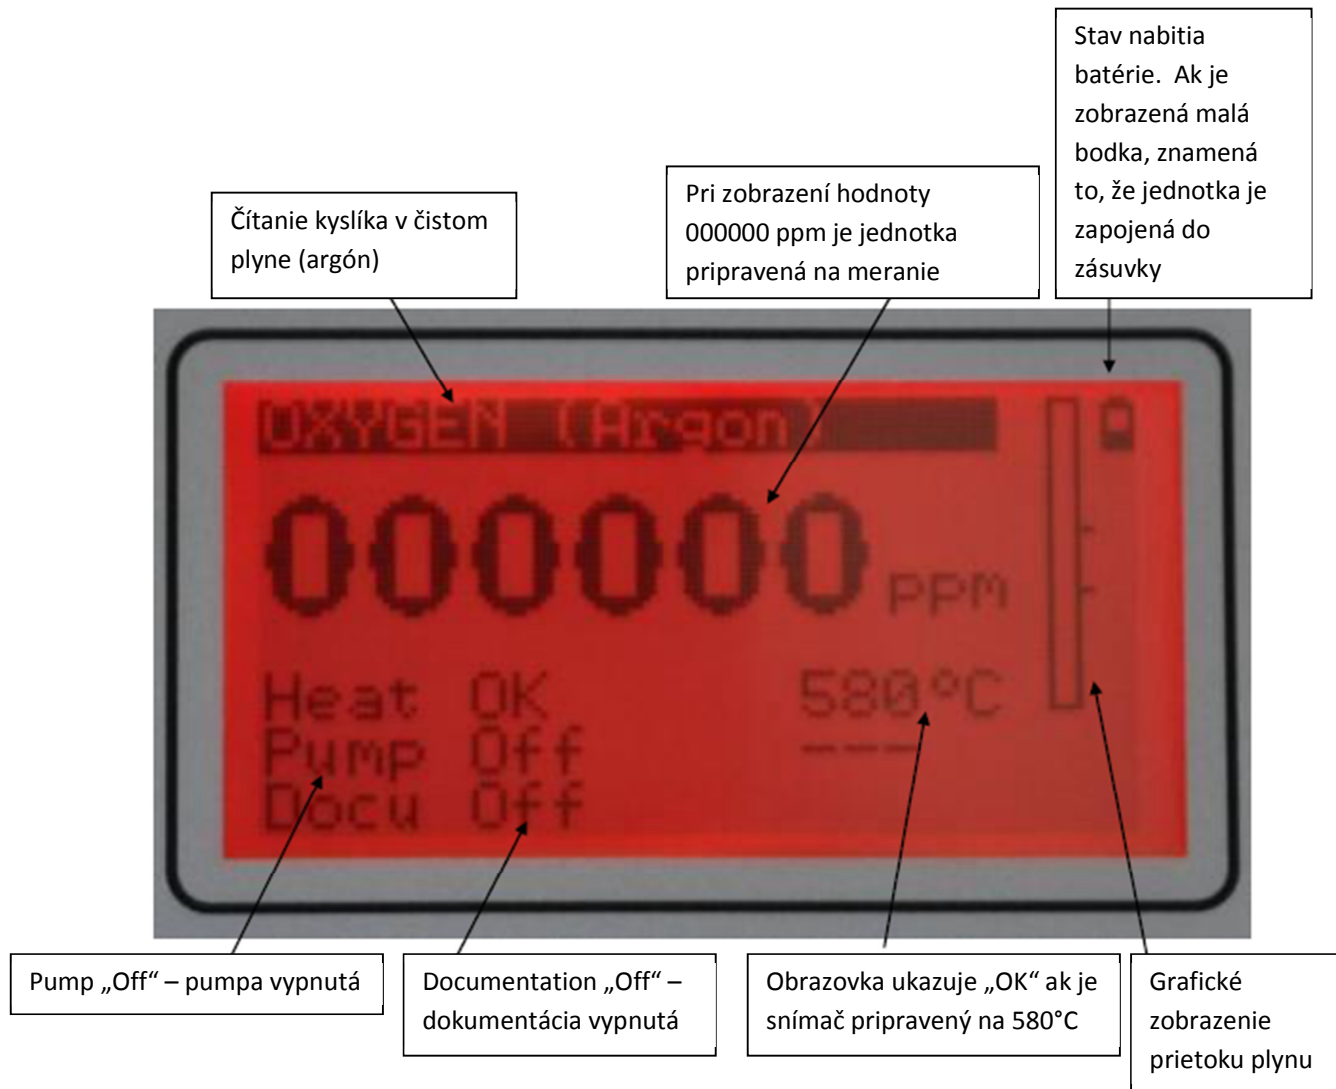 Stav nabitia
batérie.  Ak je
zobrazená malá
bodka, znamená
to, že jednotka je
zapojená do
zásuvky
Pri zobrazení hodnoty
000000 ppm je jednotka
pripravená na meranie
Čítanie kyslíka v čistom
plyne (argón)
OXYGEN (Argon)
000000 ppm
Heat OK 580°C
Pump Off ---
Docu Off
Pump „Off“ – pumpa vypnutá
Documentation „Off“ –
dokumentácia vypnutá
Obrazovka ukazuje „OK“ ak je
snímač pripravený na 580°C
Grafické
zobrazenie
prietoku plynu